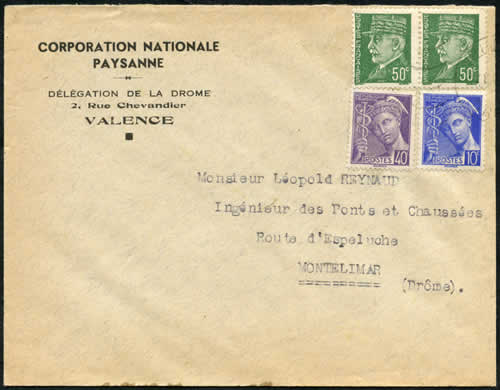 CORPORATION NATIONALE
PAYSANNE
DÉLÉGATION DE LA DROME
2, Rue Chevandier
VALENCE
50c
50c
POSTES 40
POSTES 10c
Monsieur Léopold REYNAUD
Ingénieur des Ponts et Chaussées
Route d'Espeluche
MONTELIMAR
(Drôme).